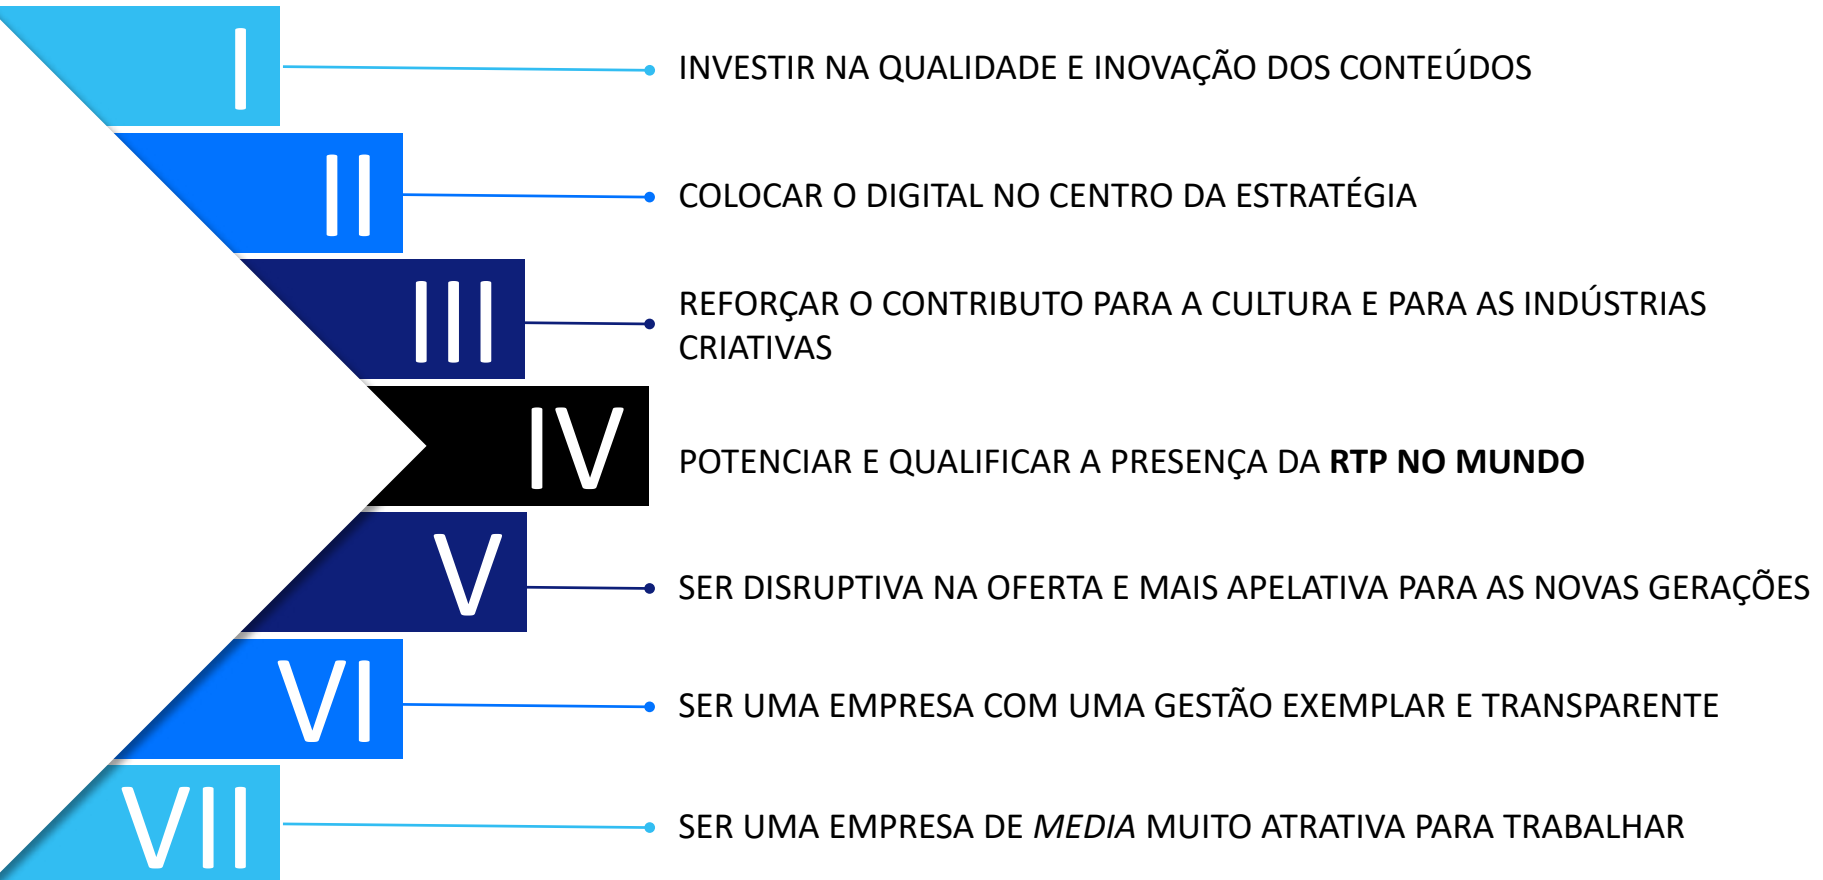 I
INVESTIR NA QUALIDADE E INOVAÇÃO DOS CONTEÚDOS
II
COLOCAR O DIGITAL NO CENTRO DA ESTRATÉGIA
III
REFORÇAR O CONTRIBUTO PARA A CULTURA E PARA AS INDÚSTRIAS
CRIATIVAS
IV
POTENCIAR E QUALIFICAR A PRESENÇA DA RTP NO MUNDO
V
SER DISRUPTIVA NA OFERTA E MAIS APELATIVA PARA AS NOVAS GERAÇÕES
VI
SER UMA EMPRESA COM UMA GESTÃO EXEMPLAR E TRANSPARENTE
VII
SER UMA EMPRESA DE MEDIA MUITO ATRATIVA PARA TRABALHAR